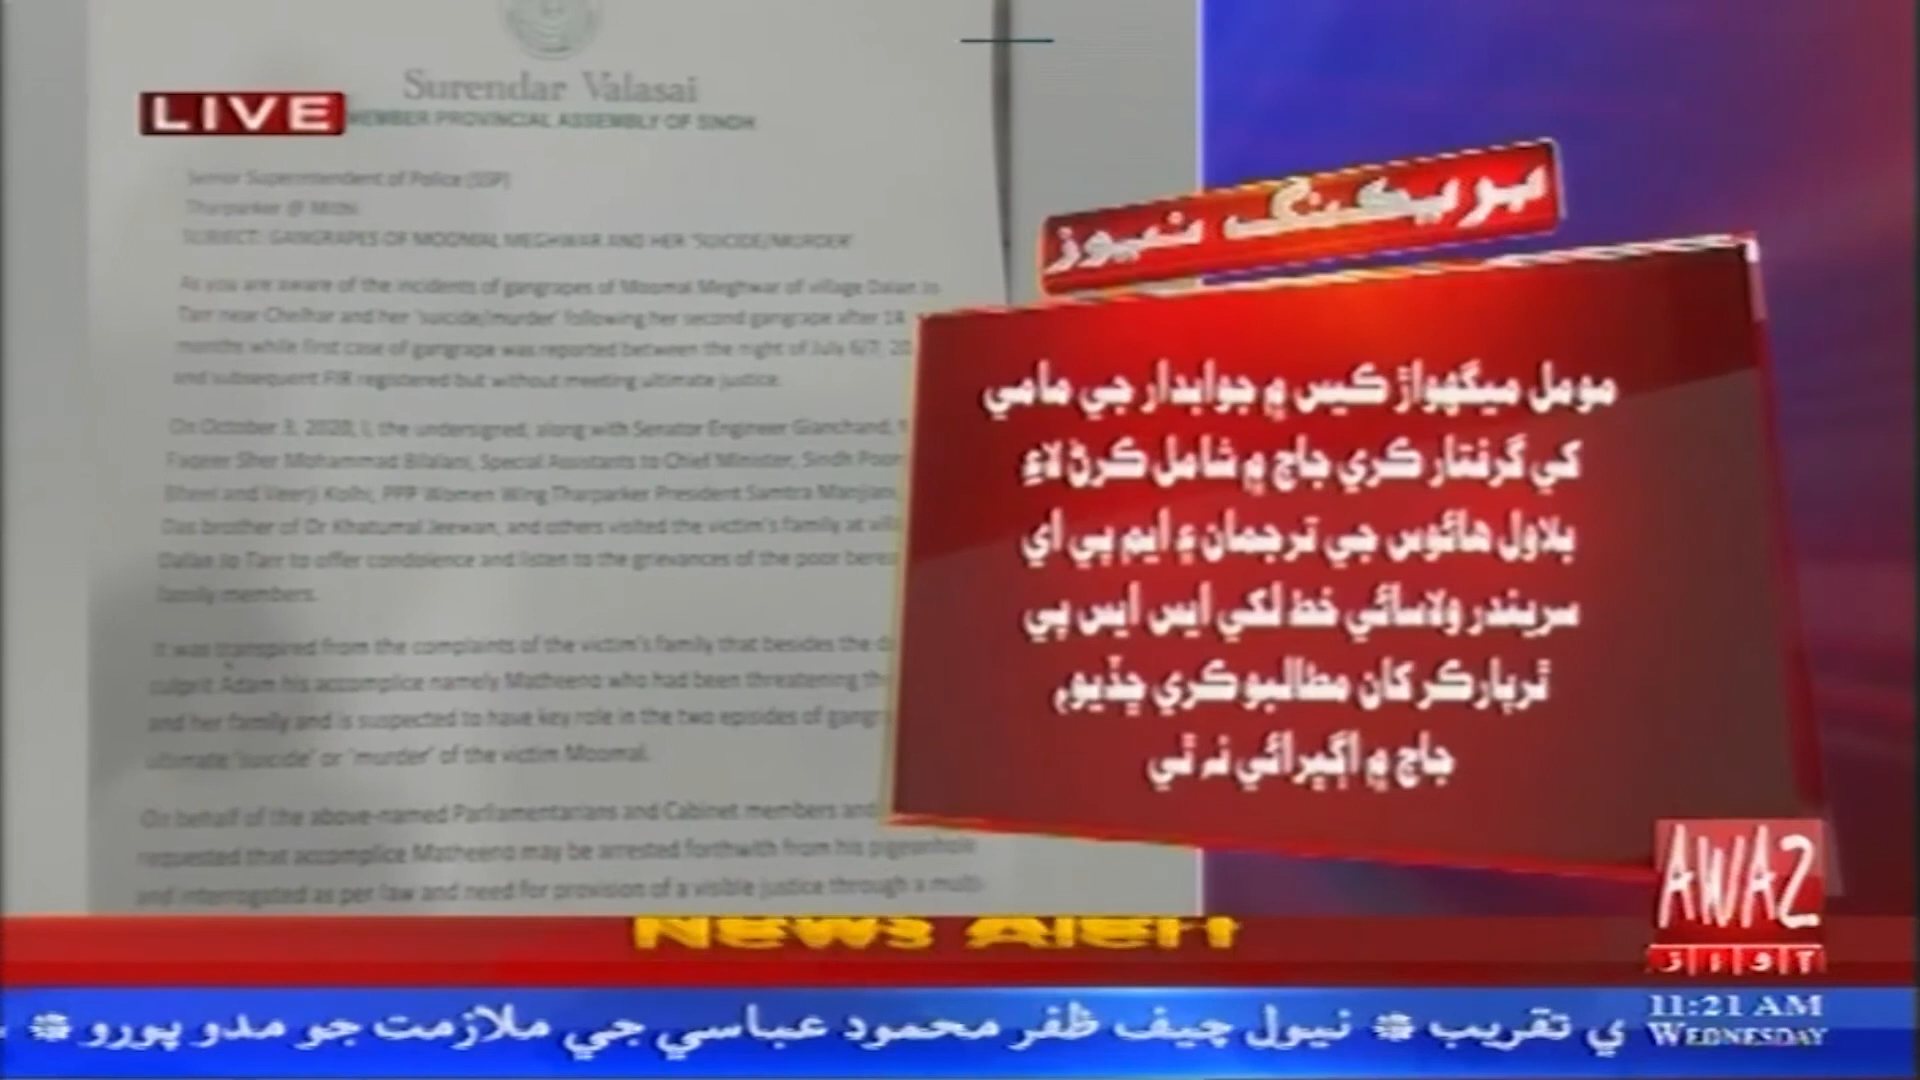 Surendar Valasai
MEMBER PROVINCIAL ASSEMBLY OF SINDH
LIVE
Senior Superintendent of Police (SSP)
Tharparker @ Mithi
SUBJECT: GANGRAPES OF MOOMAL MEGHWAR AND HER 'SUICIDE/MURDER'
As you are aware of the incidents of gangrapes of Moomal Meghwar of village Dalan Jo
Tarr near Chelhar and her 'suicide/murder' following her second gangrape after 14
months while first case of gangrape was reported between the night of July 6/7, 20
and subsequent FIR registered but without meeting ultimate justice.
On October 3, 2020, I, the undersigned, along with Senator Engineer Gianchand,
Faqeer Sher Mohammad Bilalani, Special Assistants to Chief Minister, Sindh Poon
Bheel and Veerji Kolhi, PPP Women Wing Tharparker President Samtra Manjiani,
Das brother of Dr Khatumal Jeewan, and others visited the victim's family at
Dallan Jo Tarr to offer condolence and listen to the grievances of the poor
family members.
It was transpired from the complaints of the victim's family that besides the
culprit Adam his accomplice namely Matheeno who had been threatening
and her family and is suspected to have key role in the two episodes of
ultimate 'suicide' or 'murder' of the victim Moomal.
On behalf of the above-named Parliamentarians and Cabinet members and
requested that accomplice Matheeno may be arrested forthwith from his pigeonhole
and interrogated as per law and need for provision of a visible justice through a multi-
بريڪنگ نيوز
مومل ميگهواڙ ڪيس ۾ جوابدار جي مامي
کي گرفتار ڪري جاچ ۾ شامل ڪرڻ لاءِ
بلاول هائوس جي ترجمان ۽ ايم پي اي
سريندر ولاسائي خط لکي ايس ايس پي
ٿرپارڪر کان مطالبو ڪري ڇڏيو،
جاچ ۾ اڳڀرائي نہ ٿي
News Alert
AWAZ
آواز
11:21 AM
WEDNESDAY
ي تقريب ❋ نيول چيف ظفر محمود عباسي جي ملازمت جو مدو پورو ❋